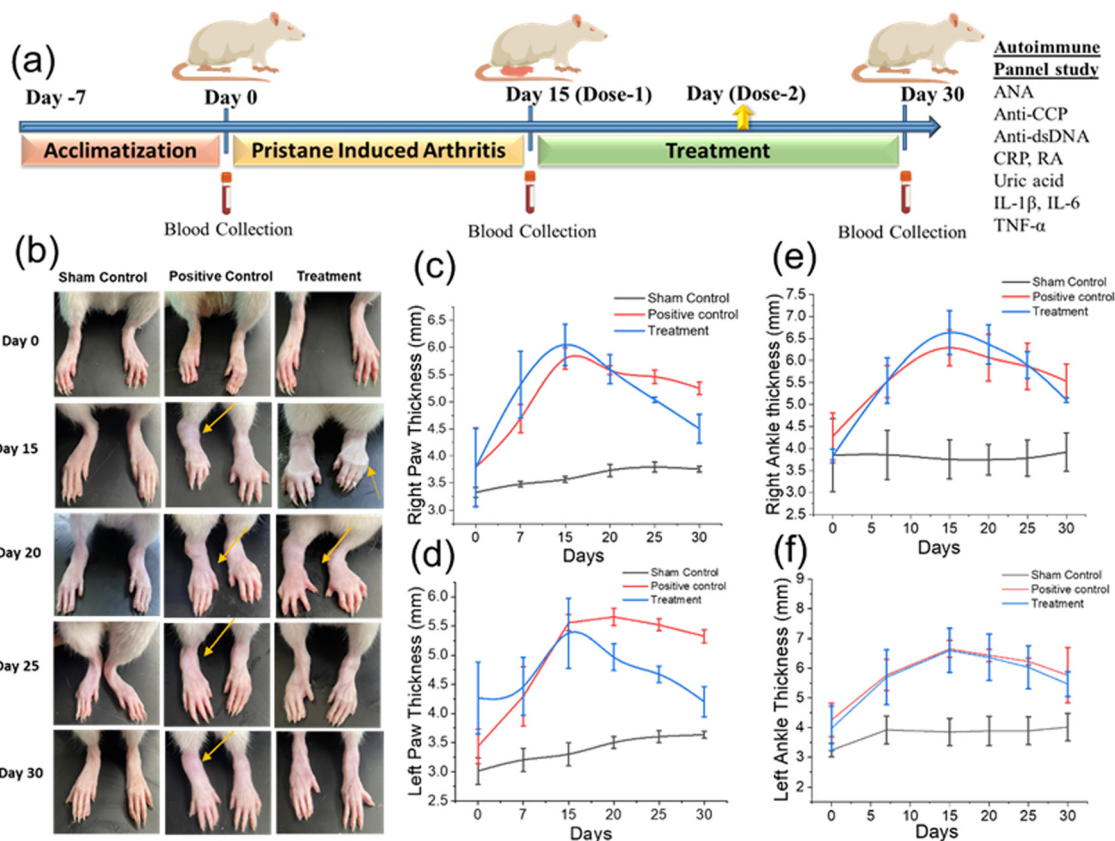 (a)
Day -7
Day 0
Day 15 (Dose-1)
Day (Dose-2)
Day 30
Acclimatization
Pristane Induced Arthritis
Treatment
Blood Collection
Blood Collection
Blood Collection
Autoimmune
Pannel study
ANA
Anti-CCP
Anti-dsDNA
CRP, RA
Uric acid
IL-1β, IL-6
TNF-α
(b)
Sham Control
Positive Control
Treatment
Day 0
Day 15
Day 20
Day 25
Day 30
(c)
Sham Control
Positive control
Treatment
Right Paw Thickness (mm)
6.5
6.0
5.5
5.0
4.5
4.0
3.5
3.0
0
7
15
20
25
30
Days
(d)
Sham Control
Positive control
Treatment
Left Paw Thickness (mm)
6.0
5.5
5.0
4.5
4.0
3.5
3.0
2.5
0
7
15
20
25
30
Days
(e)
Sham Control
Positive control
Treatment
Right Ankle thickness (mm)
7.5
7.0
6.5
6.0
5.5
5.0
4.5
4.0
3.5
3.0
2.5
0
5
10
15
20
25
30
Days
(f)
Sham Control
Positive control
Treatment
Left Ankle Thickness (mm)
9
8
7
6
5
4
3
2
0
5
10
15
20
25
30
Days